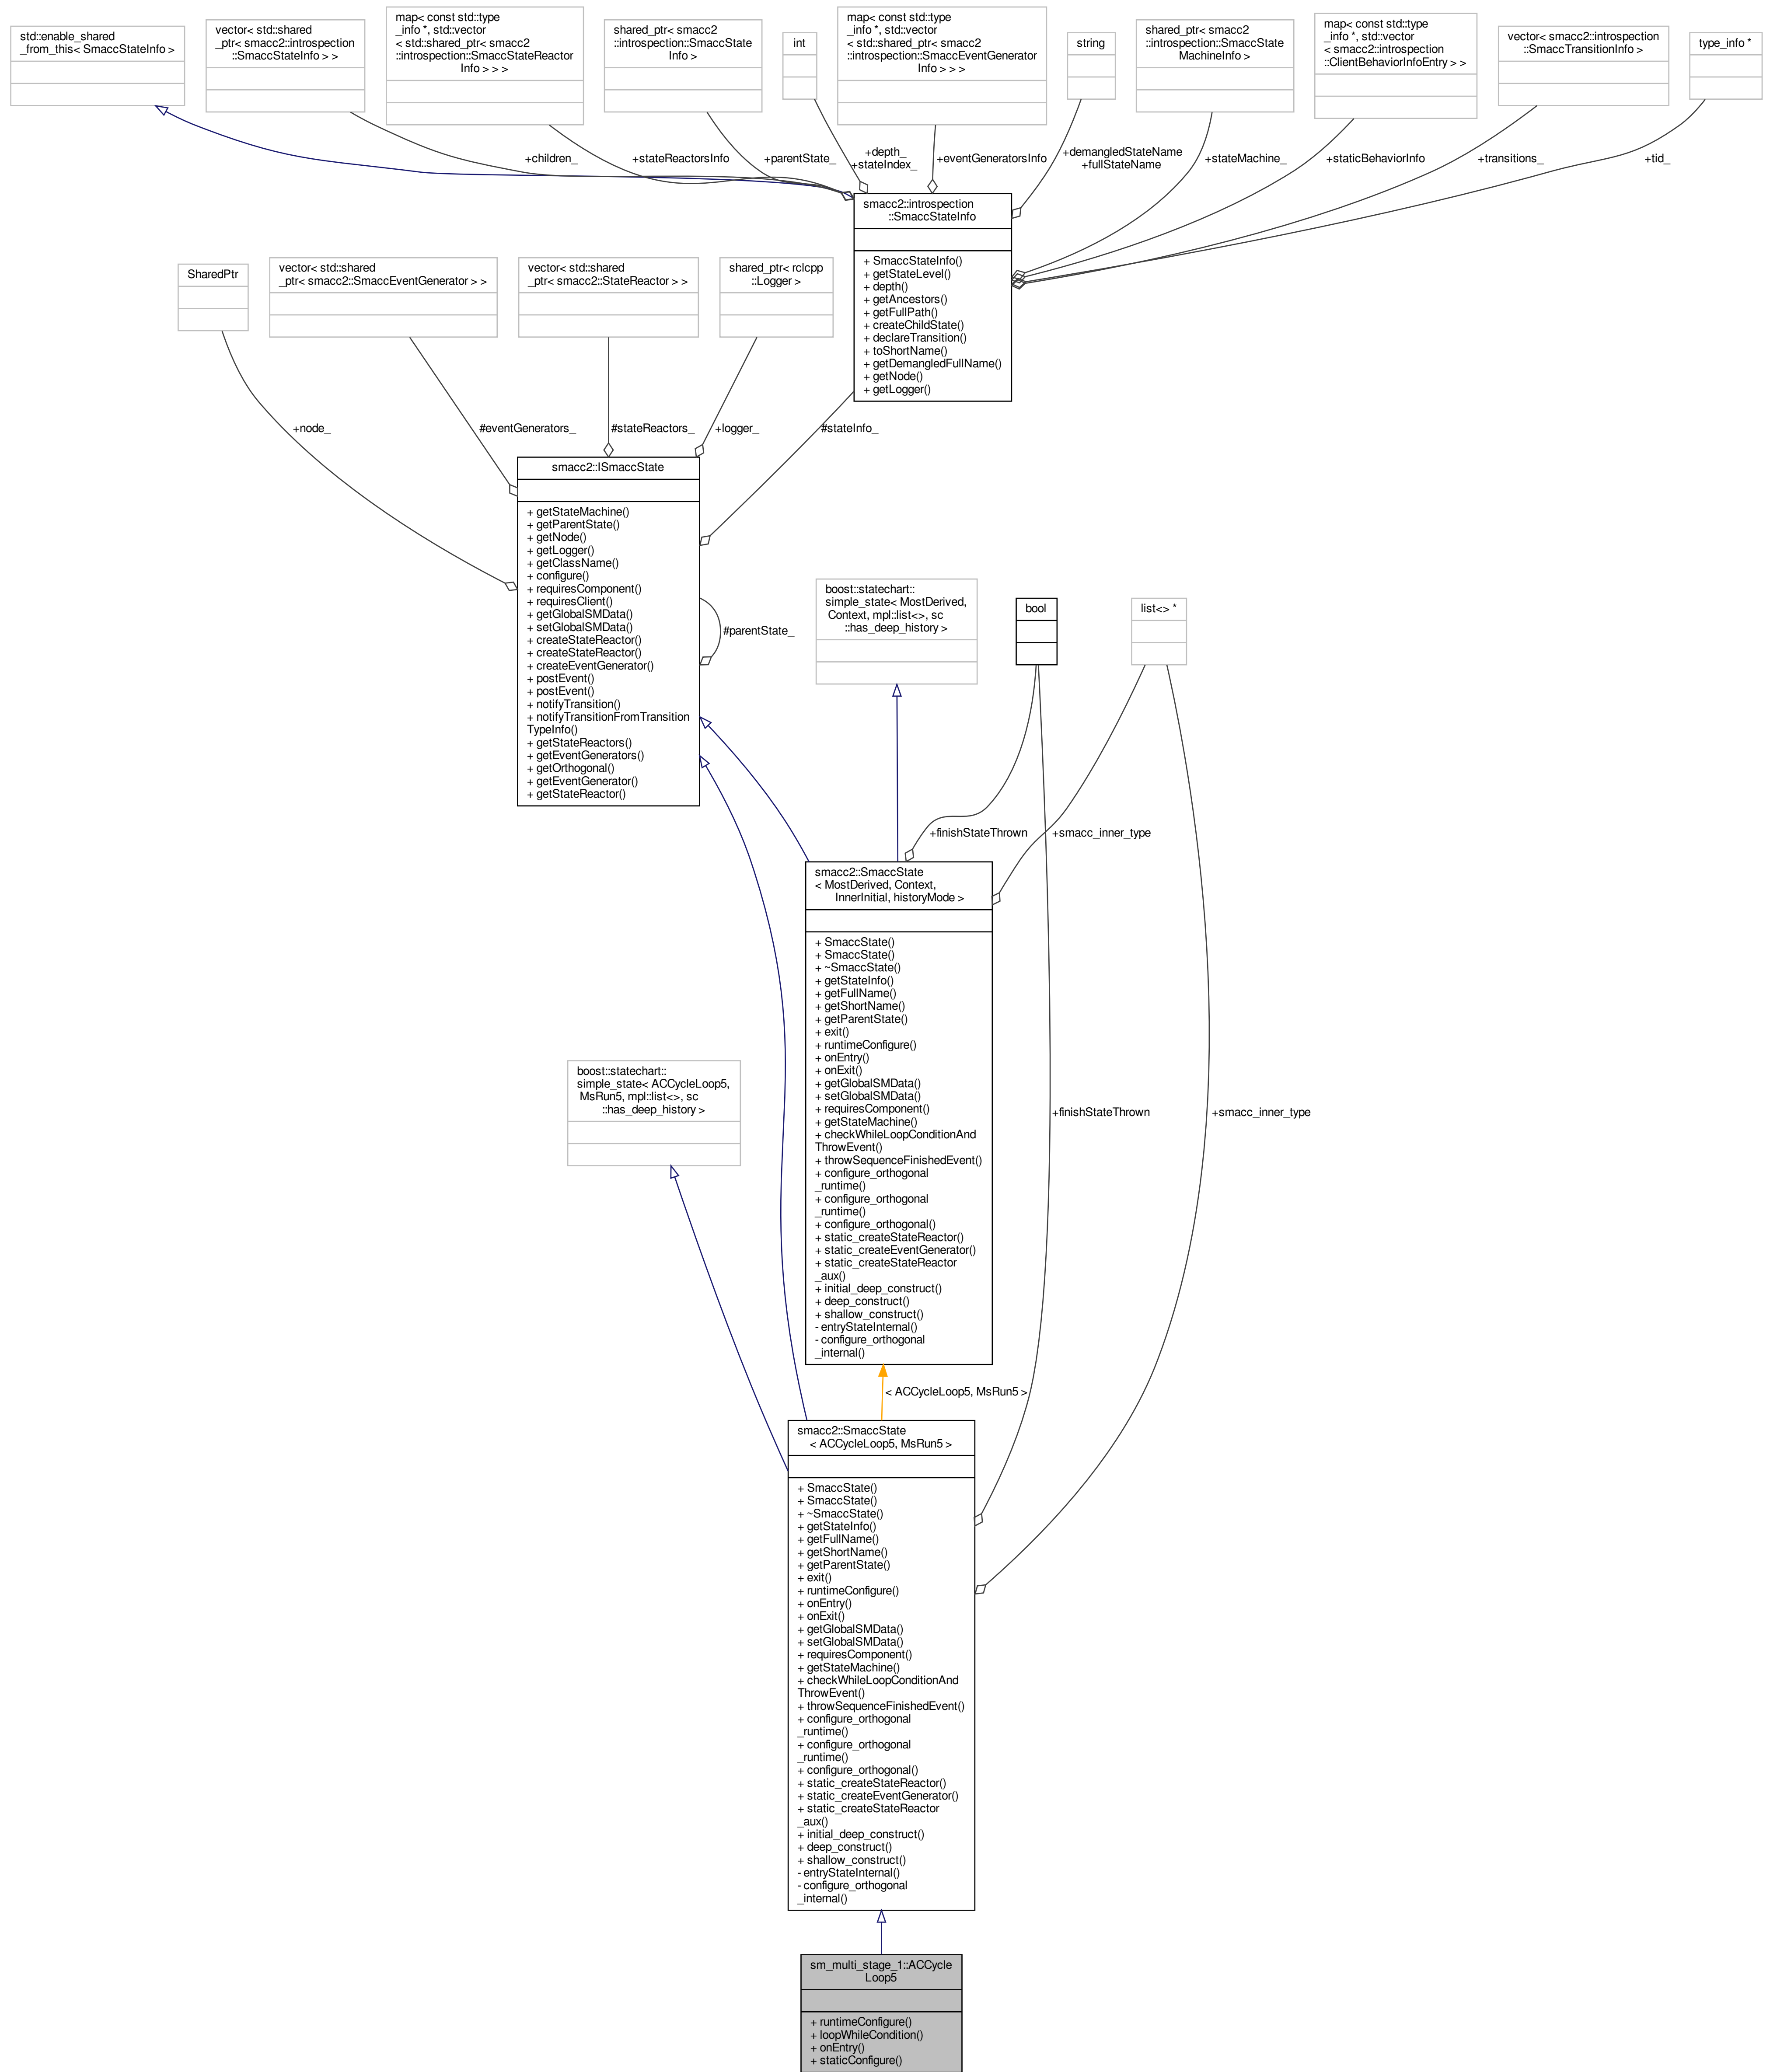 std::enable_shared
_from_this< SmaccStateInfo >
vector< std::shared
_ptr< smacc2::introspection
::SmaccStateInfo > >
map< const std::type
_info *, std::vector
< std::shared_ptr< smacc2
::introspection::SmaccStateReactor
Info > > >
shared_ptr< smacc2
::introspection::SmaccState
Info >
int
map< const std::type
_info *, std::vector
< std::shared_ptr< smacc2
::introspection::SmaccEventGenerator
Info > > >
string
shared_ptr< smacc2
::introspection::SmaccState
MachineInfo >
map< const std::type
_info *, std::vector
< smacc2::introspection
::ClientBehaviorInfoEntry > >
vector< smacc2::introspection
::SmaccTransitionInfo >
type_info *
+children_
+stateReactorsInfo
+parentState_
+depth_
+stateIndex_
+eventGeneratorsInfo
+demangledStateName
+fullStateName
+stateMachine_
+staticBehaviorInfo
+transitions_
+tid_
smacc2::introspection
::SmaccStateInfo
+ SmaccStateInfo()
+ getStateLevel()
+ depth()
+ getAncestors()
+ getFullPath()
+ createChildState()
+ declareTransition()
+ toShortName()
+ getDemangledFullName()
+ getNode()
+ getLogger()
SharedPtr
vector< std::shared
_ptr< smacc2::SmaccEventGenerator > >
vector< std::shared
_ptr< smacc2::StateReactor > >
shared_ptr< rclcpp
::Logger >
+node_
#eventGenerators_
#stateReactors_
+logger_
#stateInfo_
smacc2::ISmaccState
+ getStateMachine()
+ getParentState()
+ getNode()
+ getLogger()
+ getClassName()
+ configure()
+ requiresComponent()
+ requiresClient()
+ getGlobalSMData()
+ setGlobalSMData()
+ createStateReactor()
+ createStateReactor()
+ createEventGenerator()
+ postEvent()
+ postEvent()
+ notifyTransition()
+ notifyTransitionFromTransition
TypeInfo()
+ getStateReactors()
+ getEventGenerators()
+ getOrthogonal()
+ getEventGenerator()
+ getStateReactor()
#parentState_
boost::statechart::
simple_state< MostDerived,
Context, mpl::list<>, sc
::has_deep_history >
bool
list<> *
+finishStateThrown
+smacc_inner_type
smacc2::SmaccState
< MostDerived, Context,
InnerInitial, historyMode >
+ SmaccState()
+ SmaccState()
+ ~SmaccState()
+ getStateInfo()
+ getFullName()
+ getShortName()
+ getParentState()
+ exit()
+ runtimeConfigure()
+ onEntry()
+ onExit()
+ getGlobalSMData()
+ setGlobalSMData()
+ requiresComponent()
+ getStateMachine()
+ checkWhileLoopConditionAnd
ThrowEvent()
+ throwSequenceFinishedEvent()
+ configure_orthogonal
_runtime()
+ configure_orthogonal
_runtime()
+ configure_orthogonal()
+ static_createStateReactor()
+ static_createEventGenerator()
+ static_createStateReactor
_aux()
+ initial_deep_construct()
+ deep_construct()
+ shallow_construct()
- entryStateInternal()
- configure_orthogonal
_internal()
boost::statechart::
simple_state< ACCycleLoop5,
MsRun5, mpl::list<>, sc
::has_deep_history >
+finishStateThrown
+smacc_inner_type
< ACCycleLoop5, MsRun5 >
smacc2::SmaccState
< ACCycleLoop5, MsRun5 >
+ SmaccState()
+ SmaccState()
+ ~SmaccState()
+ getStateInfo()
+ getFullName()
+ getShortName()
+ getParentState()
+ exit()
+ runtimeConfigure()
+ onEntry()
+ onExit()
+ getGlobalSMData()
+ setGlobalSMData()
+ requiresComponent()
+ getStateMachine()
+ checkWhileLoopConditionAnd
ThrowEvent()
+ throwSequenceFinishedEvent()
+ configure_orthogonal
_runtime()
+ configure_orthogonal
_runtime()
+ configure_orthogonal()
+ static_createStateReactor()
+ static_createEventGenerator()
+ static_createStateReactor
_aux()
+ initial_deep_construct()
+ deep_construct()
+ shallow_construct()
- entryStateInternal()
- configure_orthogonal
_internal()
sm_multi_stage_1::ACCycle
Loop5
+ runtimeConfigure()
+ loopWhileCondition()
+ onEntry()
+ staticConfigure()